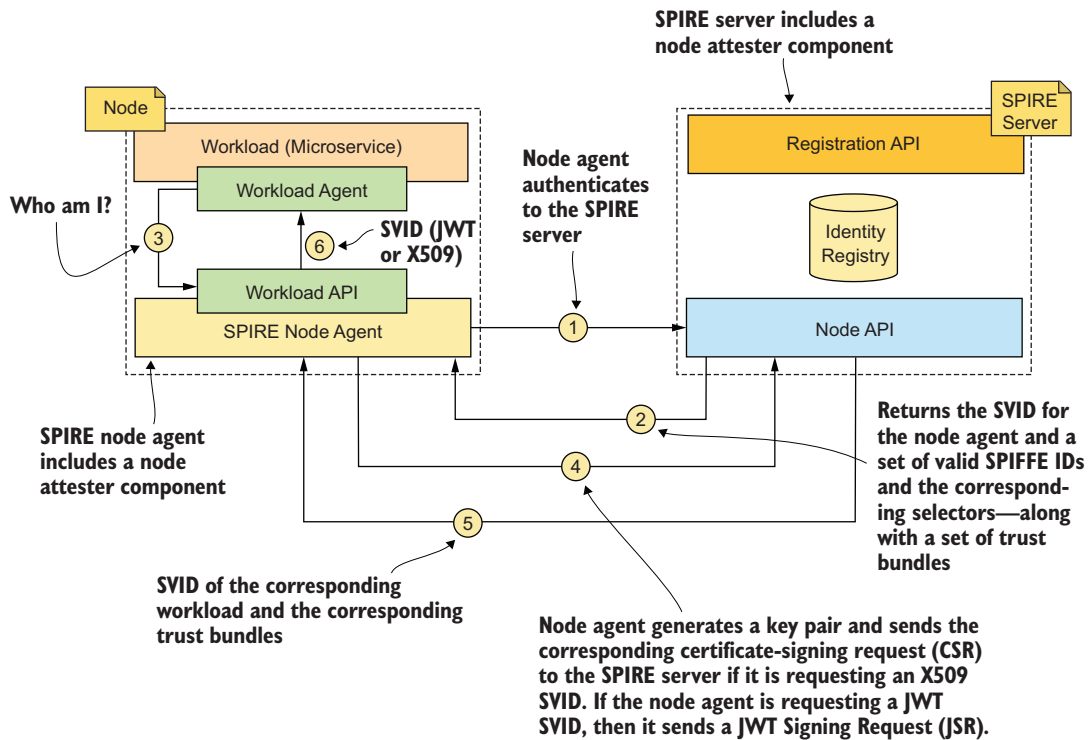 SPIRE server includes a
node attester component
Node
SPIRE
Server
Workload (Microservice)
Registration API
Node agent
authenticates
to the SPIRE
server
Workload Agent
Who am I?
3
6
SVID (JWT
or X509)
Identity
Registry
Workload API
SPIRE Node Agent
1
Node API
2
Returns the SVID for
the node agent and a
set of valid SPIFFE IDs
and the correspond-
ing selectors—along
with a set of trust
bundles
SPIRE node agent
includes a node
attester component
4
5
SVID of the corresponding
workload and the corresponding
trust bundles
Node agent generates a key pair and sends the
corresponding certificate-signing request (CSR)
to the SPIRE server if it is requesting an X509
SVID. If the node agent is requesting a JWT
SVID, then it sends a JWT Signing Request (JSR).